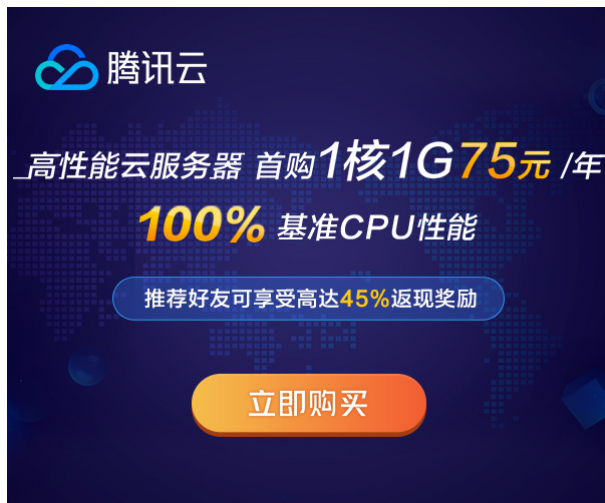 腾讯云
高性能云服务器 首购1核1G75元 /年
100% 基准CPU性能
推荐好友可享受高达45%返现奖励
立即购买